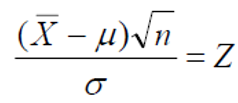 (X̄ − μ)√n / σ = Z